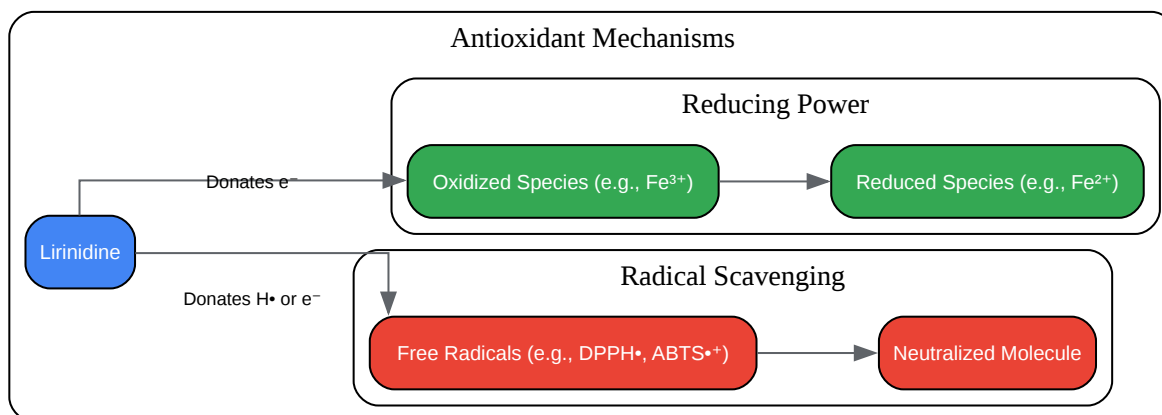 Antioxidant Mechanisms
Reducing Power
Donates e⁻
Oxidized Species (e.g., Fe³⁺)
Reduced Species (e.g., Fe²⁺)
Lirinidine
Radical Scavenging
Donates H• or e⁻
Free Radicals (e.g., DPPH•, ABTS•⁺)
Neutralized Molecule